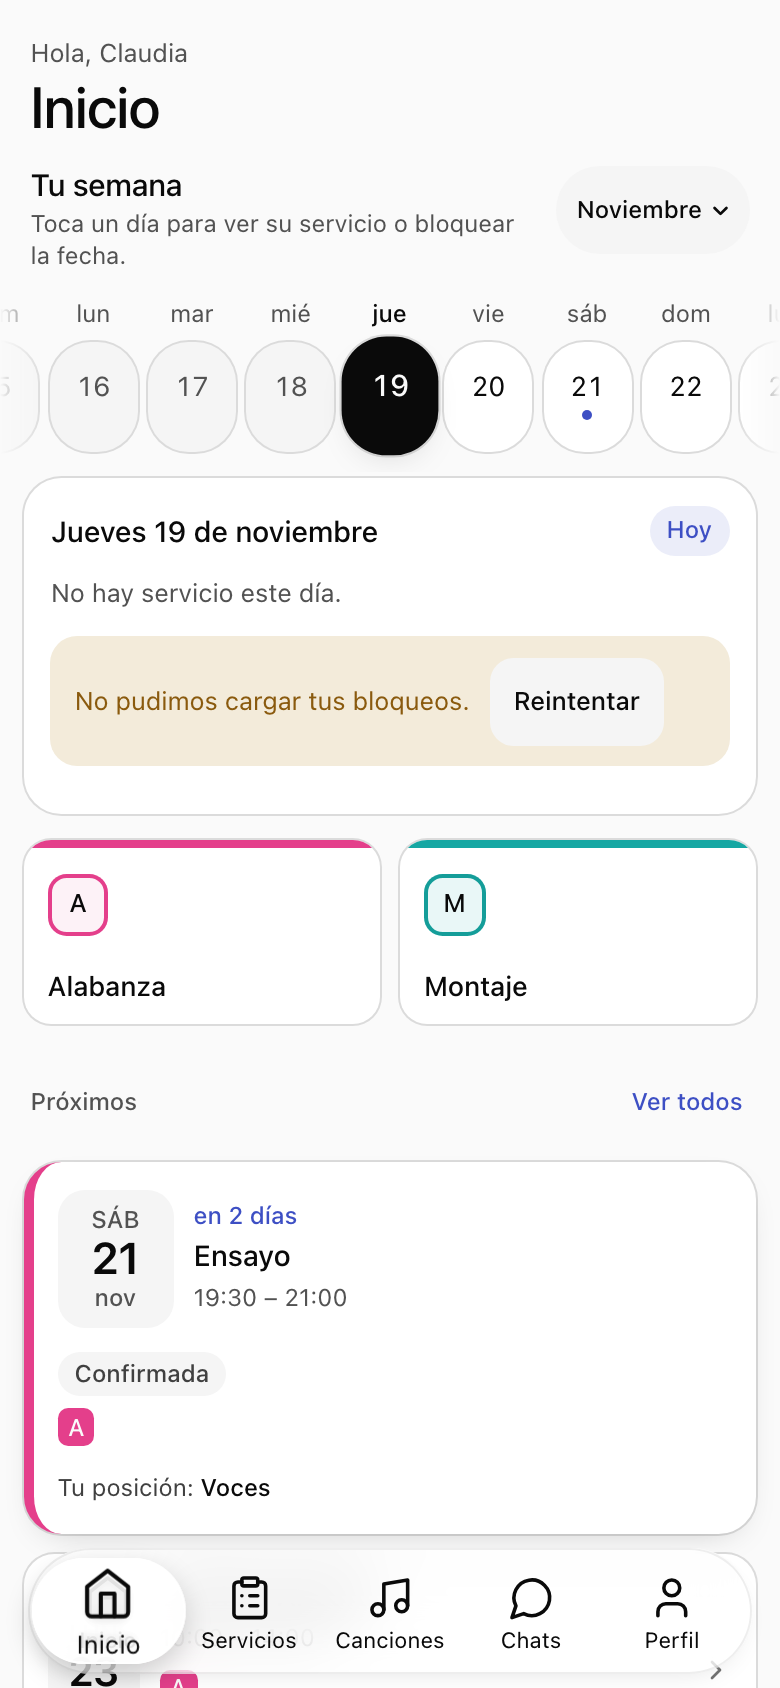 Hola, Claudia
Inicio
Tu semana
Toca un día para ver su servicio o bloquear
la fecha.
Noviembre
lun mar mié jue vie sáb dom
16 17 18 19 20 21 22
Jueves 19 de noviembre
Hoy
No hay servicio este día.
No pudimos cargar tus bloqueos.
Reintentar
A
Alabanza
M
Montaje
Próximos
Ver todos
SÁB
21
nov
en 2 días
Ensayo
19:30 – 21:00
Confirmada
A
Tu posición: Voces
Inicio
Servicios
Canciones
Chats
Perfil
23
A